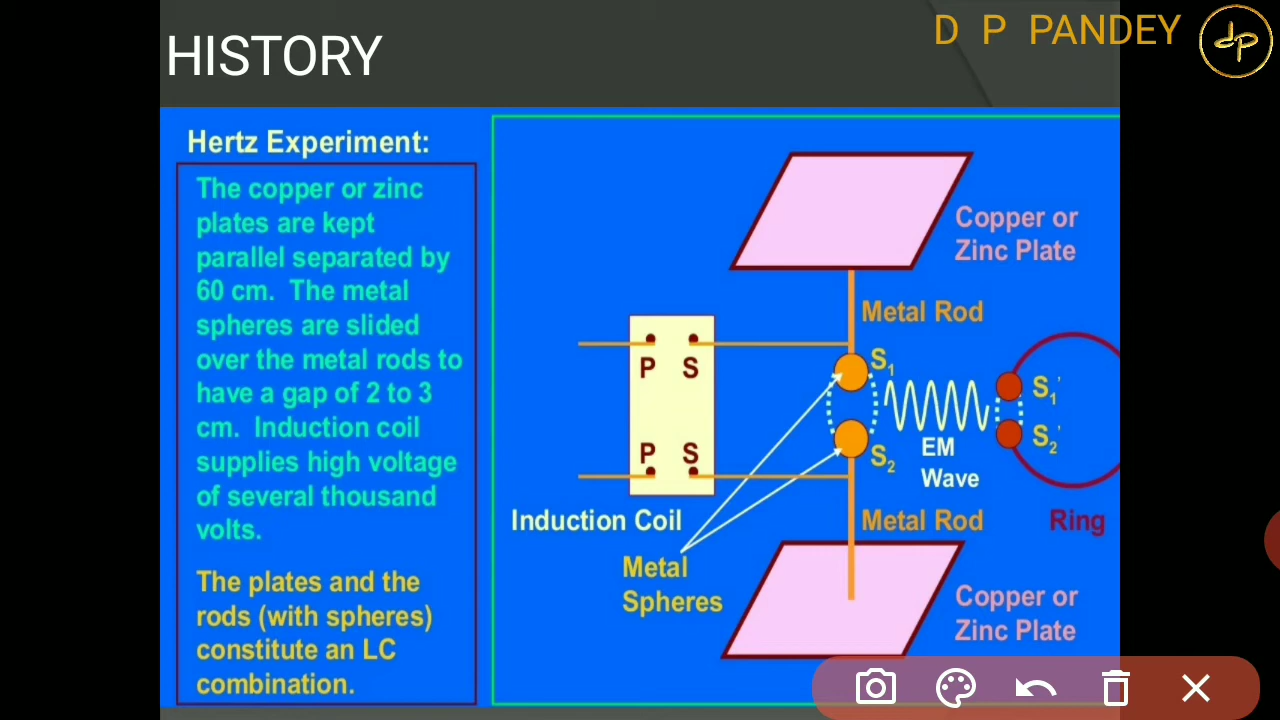 HISTORY
D P PANDEY
dp
Hertz Experiment:
The copper or zinc
plates are kept
parallel separated by
60 cm. The metal
spheres are slided
over the metal rods to
have a gap of 2 to 3
cm. Induction coil
supplies high voltage
of several thousand
volts.
The plates and the
rods (with spheres)
constitute an LC
combination.
Copper or
Zinc Plate
Metal Rod
P S
S₁
S₁'
S₂'
P S
S₂
EM
Wave
Induction Coil
Metal Rod
Ring
Metal
Spheres
Copper or
Zinc Plate